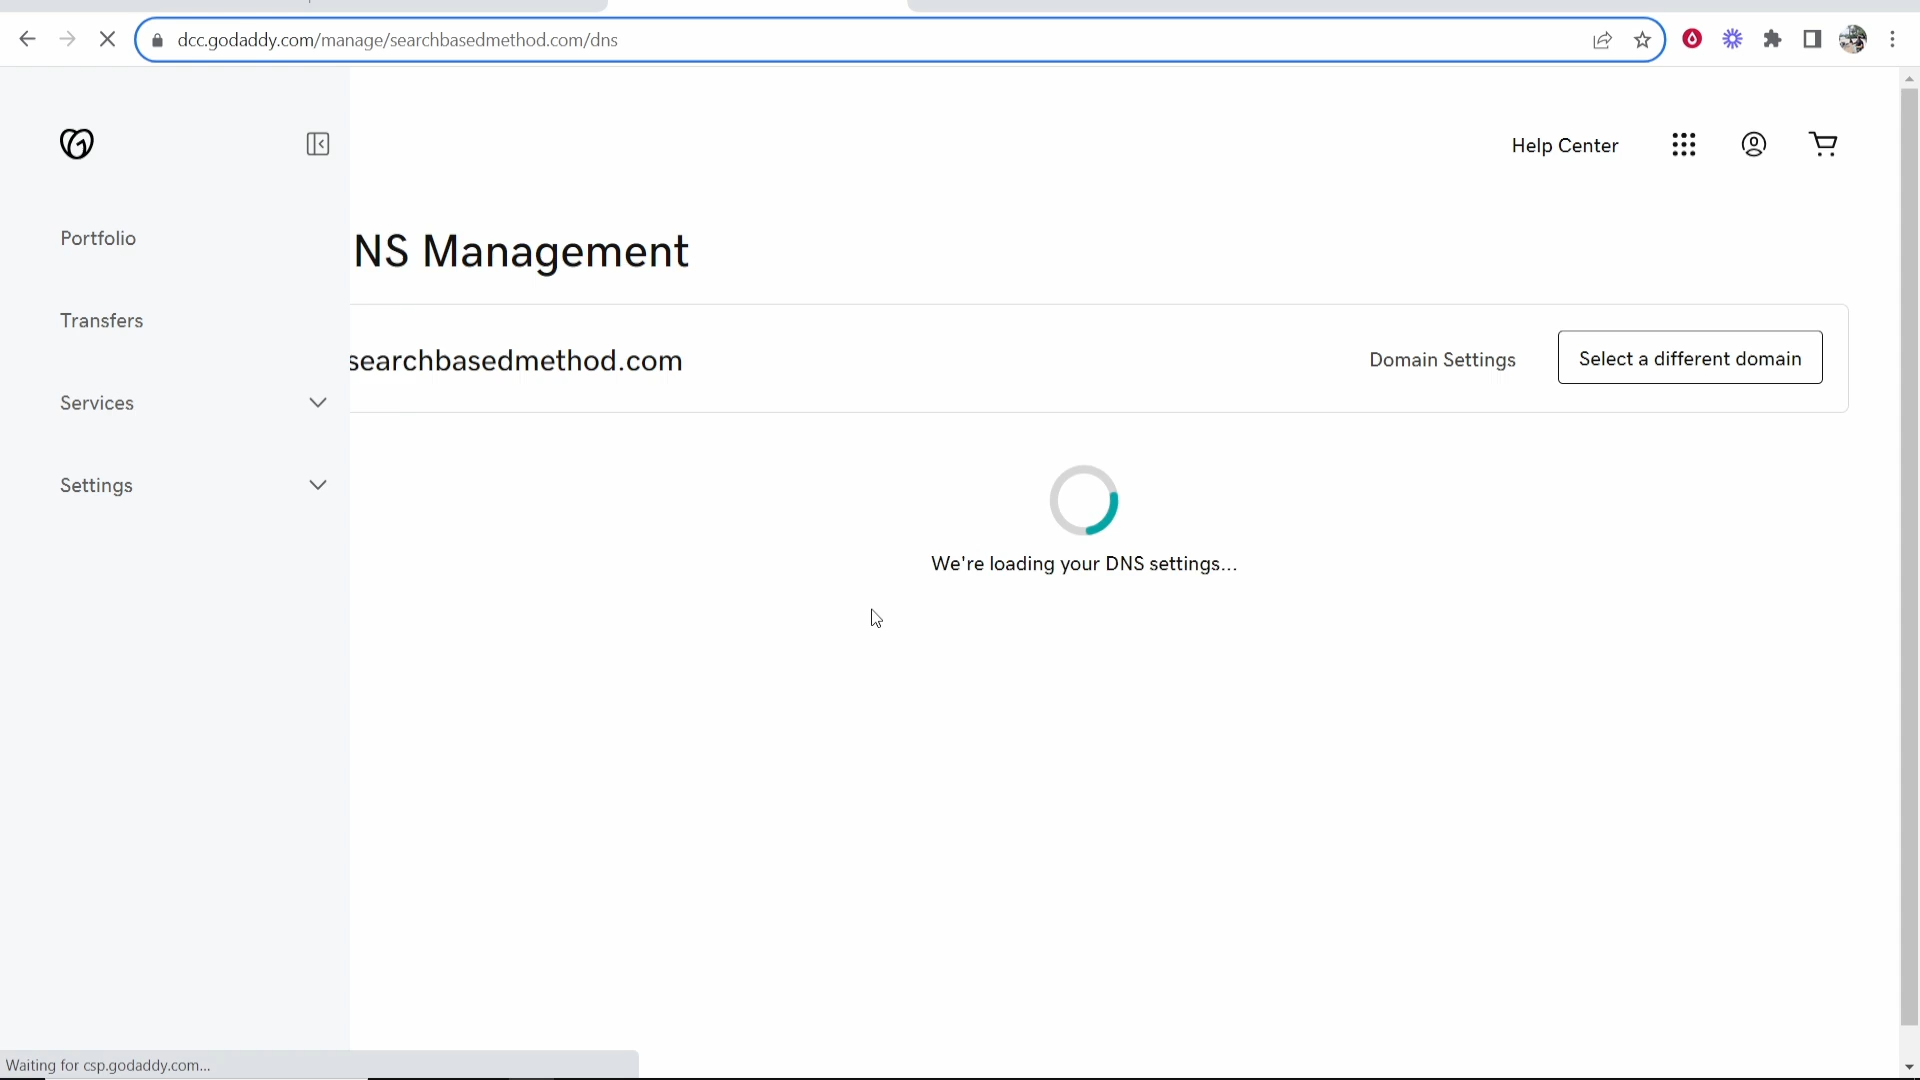 dcc.godaddy.com/manage/searchbasedmethod.com/dns
Help Center
Portfolio
NS Management
Transfers
searchbasedmethod.com
Domain Settings
Select a different domain
Services
Settings
We're loading your DNS settings...
Waiting for csp.godaddy.com...